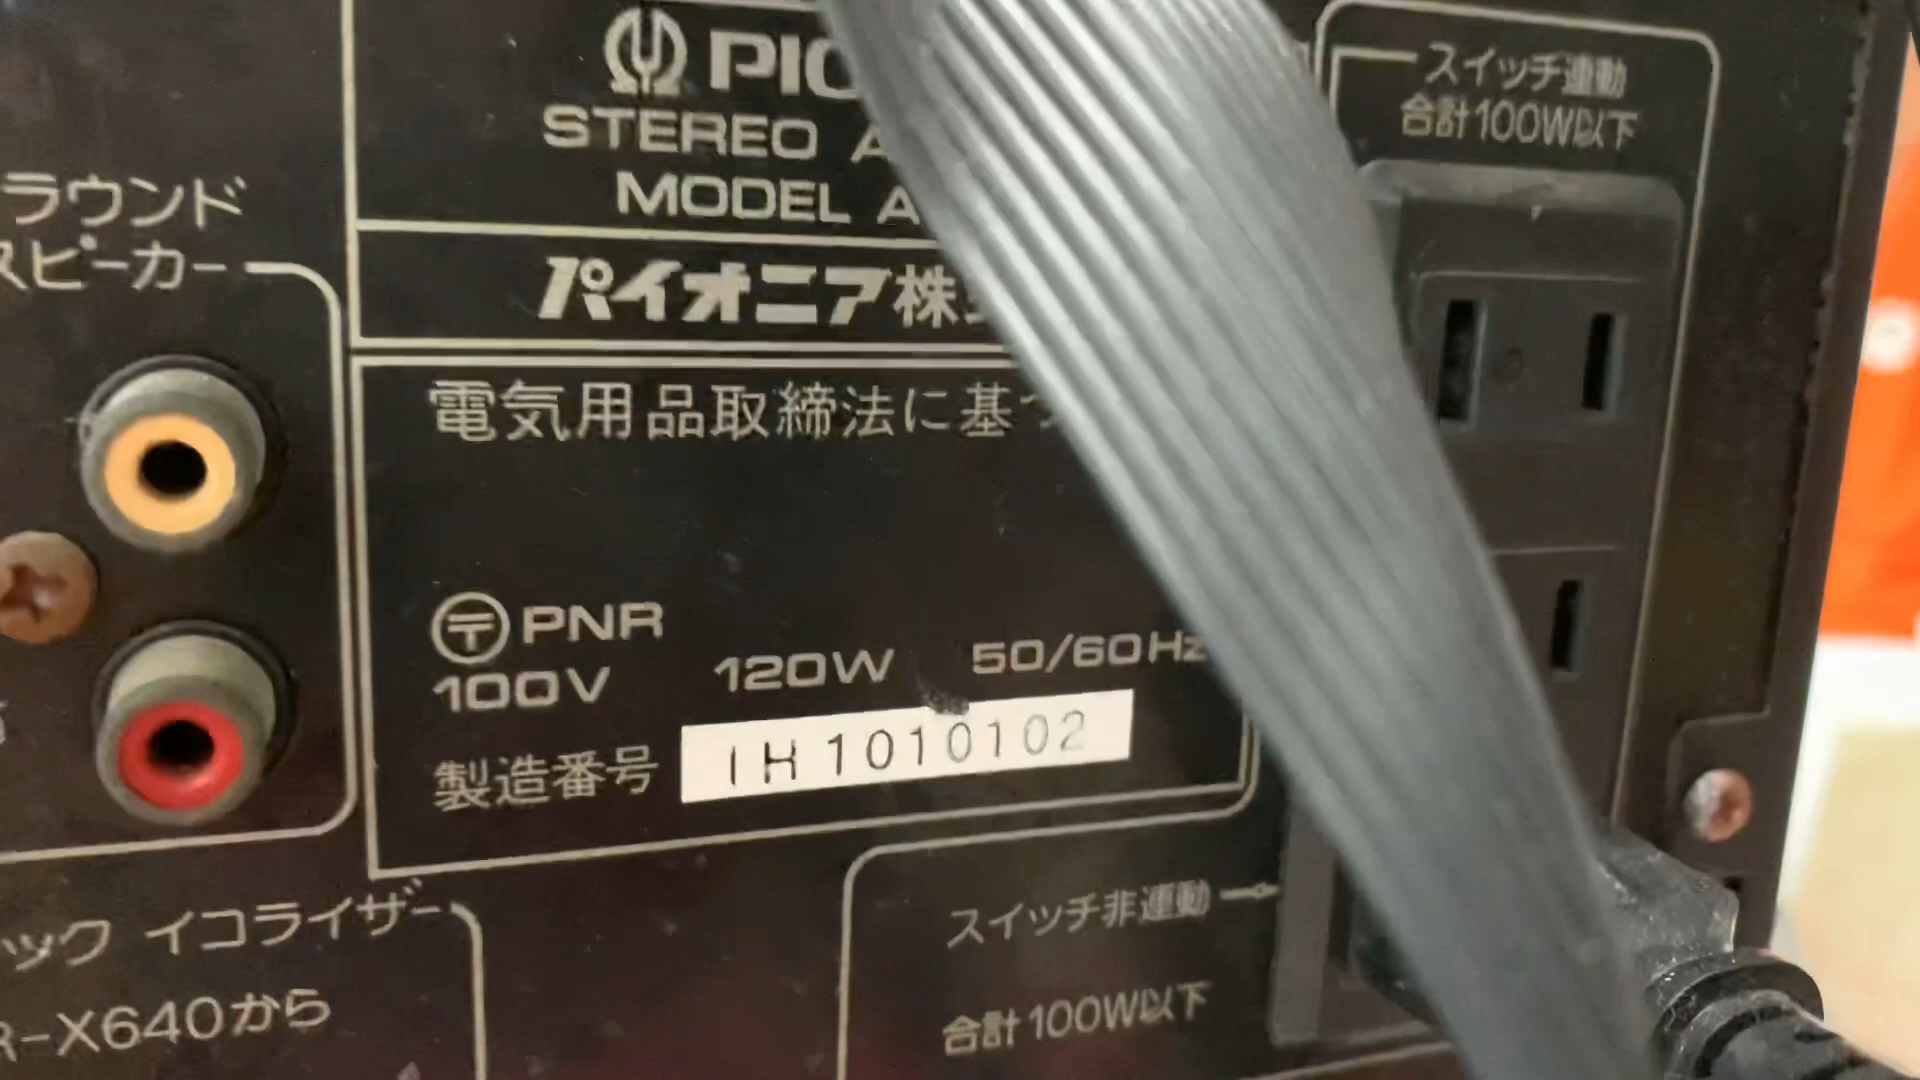 PIO
STEREO A
MODEL A
パイオニア株
電気用品取締法に基づ
PNR
100V 120W 50/60Hz
製造番号 IH1010102
スイッチ連動
合計100W以下
ラウンド
スピーカー
ック イコライザー
R-X640から
スイッチ非連動
合計100W以下